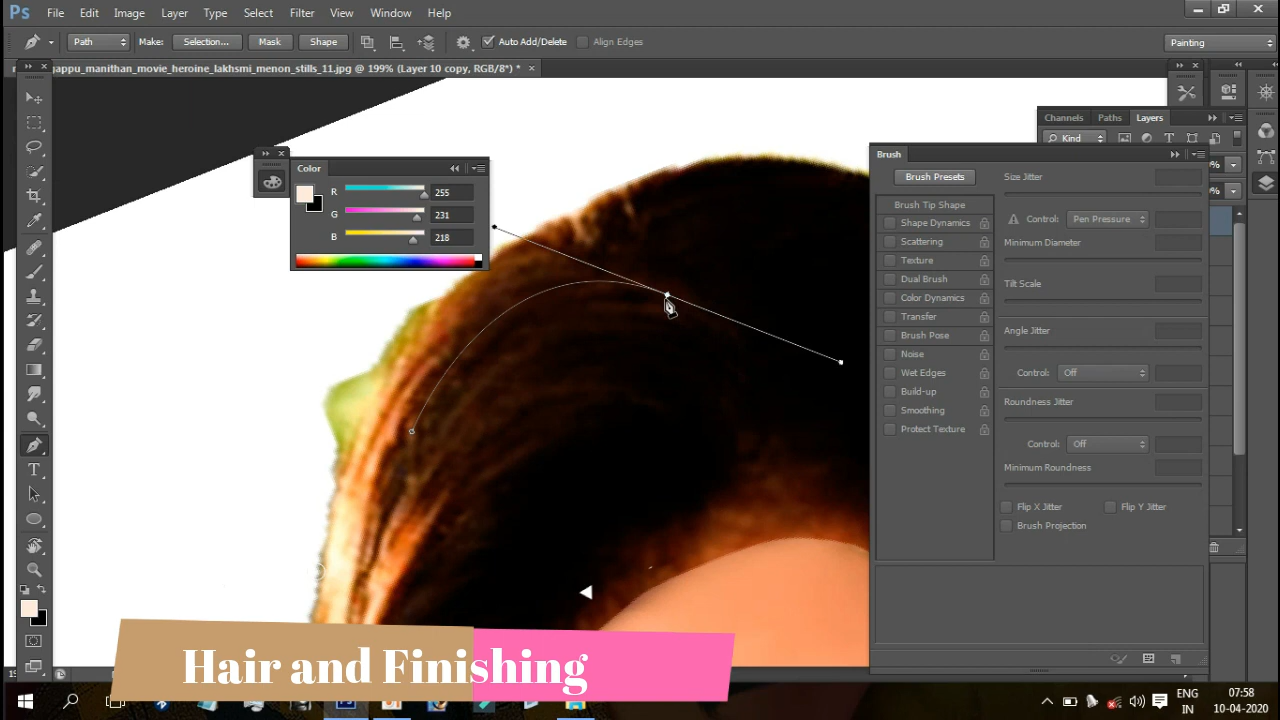 Ps File Edit Image Layer Type Select Filter View Window Help
Path Make: Selection... Mask Shape Auto Add/Delete Align Edges Painting
gappu_manithan_movie_heroine_lakhsmi_menon_stills_11.jpg @ 199% (Layer 10 copy, RGB/8*) * ×
Channels Paths Layers
Kind
Color
R 255
G 231
B 218
Brush
Brush Presets
Brush Tip Shape
Shape Dynamics
Scattering
Texture
Dual Brush
Color Dynamics
Transfer
Brush Pose
Noise
Wet Edges
Build-up
Smoothing
Protect Texture
Size Jitter
Control: Pen Pressure
Minimum Diameter
Tilt Scale
Angle Jitter
Control: Off
Roundness Jitter
Control: Off
Minimum Roundness
Flip X Jitter Flip Y Jitter
Brush Projection
Hair and Finishing
ENG
IN
07:58
10-04-2020